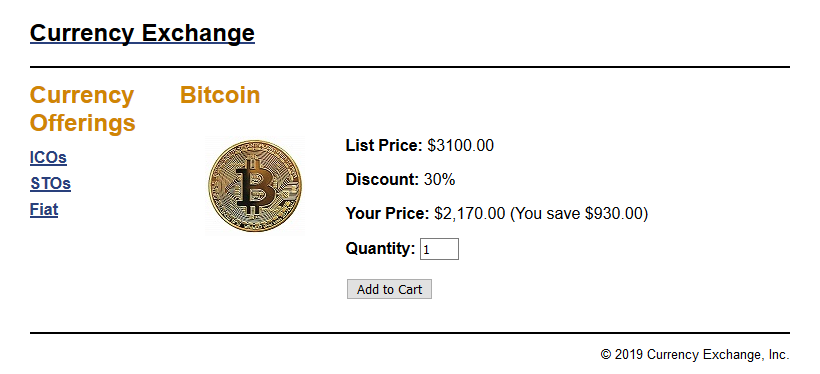 Currency Exchange
Currency
Offerings
ICOs
STOs
Fiat
Bitcoin
List Price: $3100.00
Discount: 30%
Your Price: $2,170.00 (You save $930.00)
Quantity: 1
Add to Cart
© 2019 Currency Exchange, Inc.